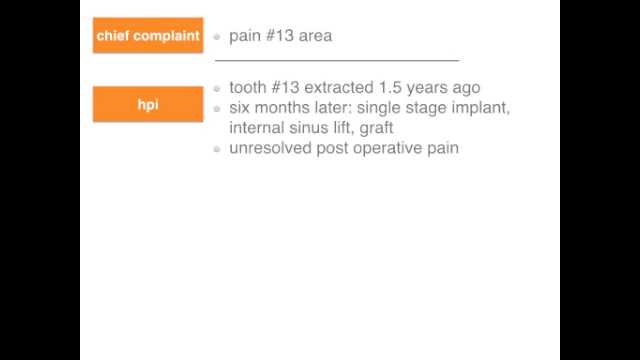 chief complaint
pain #13 area
hpi
tooth #13 extracted 1.5 years ago
six months later: single stage implant,
internal sinus lift, graft
unresolved post operative pain